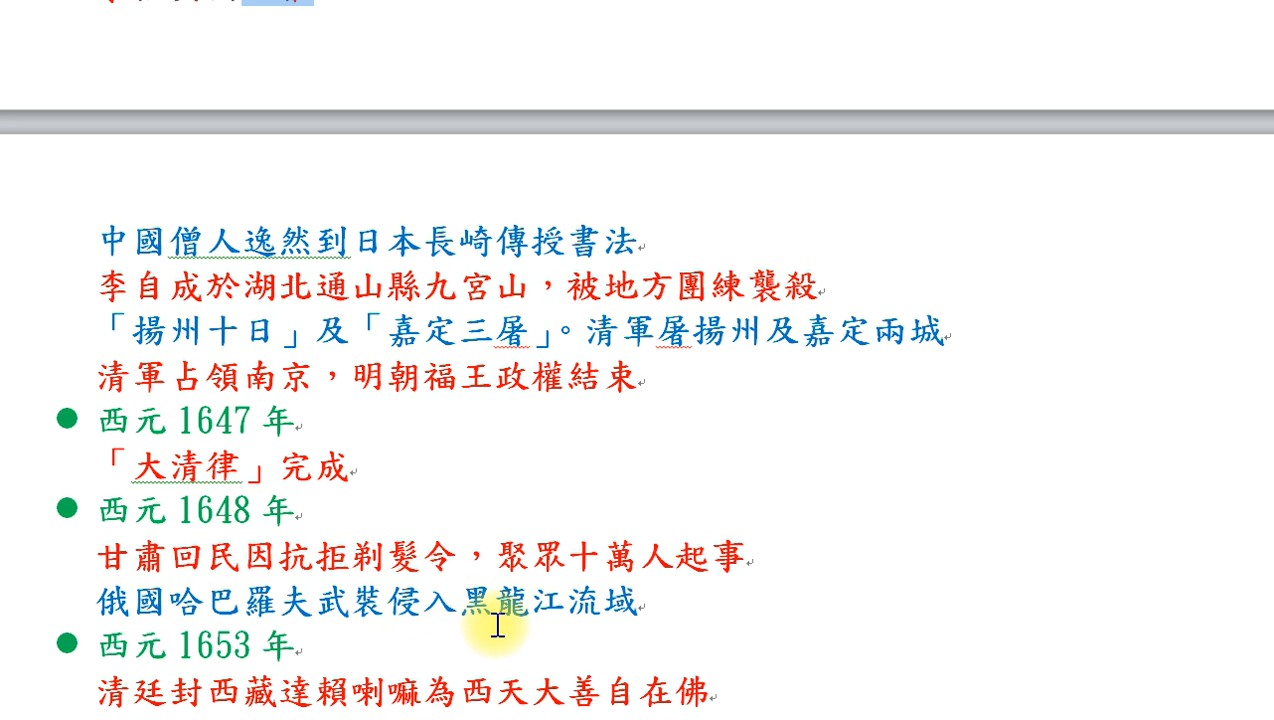 中國僧人逸然到日本長崎傳授書法
李自成於湖北通山縣九宮山，被地方團練襲殺
「揚州十日」及「嘉定三屠」。清軍屠揚州及嘉定兩城
清軍占領南京，明朝福王政權結束
西元 1647 年
「大清律」完成
西元 1648 年
甘肅回民因抗拒剃髮令，聚眾十萬人起事
俄國哈巴羅夫武裝侵入黑龍江流域
西元 1653 年
清廷封西藏達賴喇嘛為西天大善自在佛